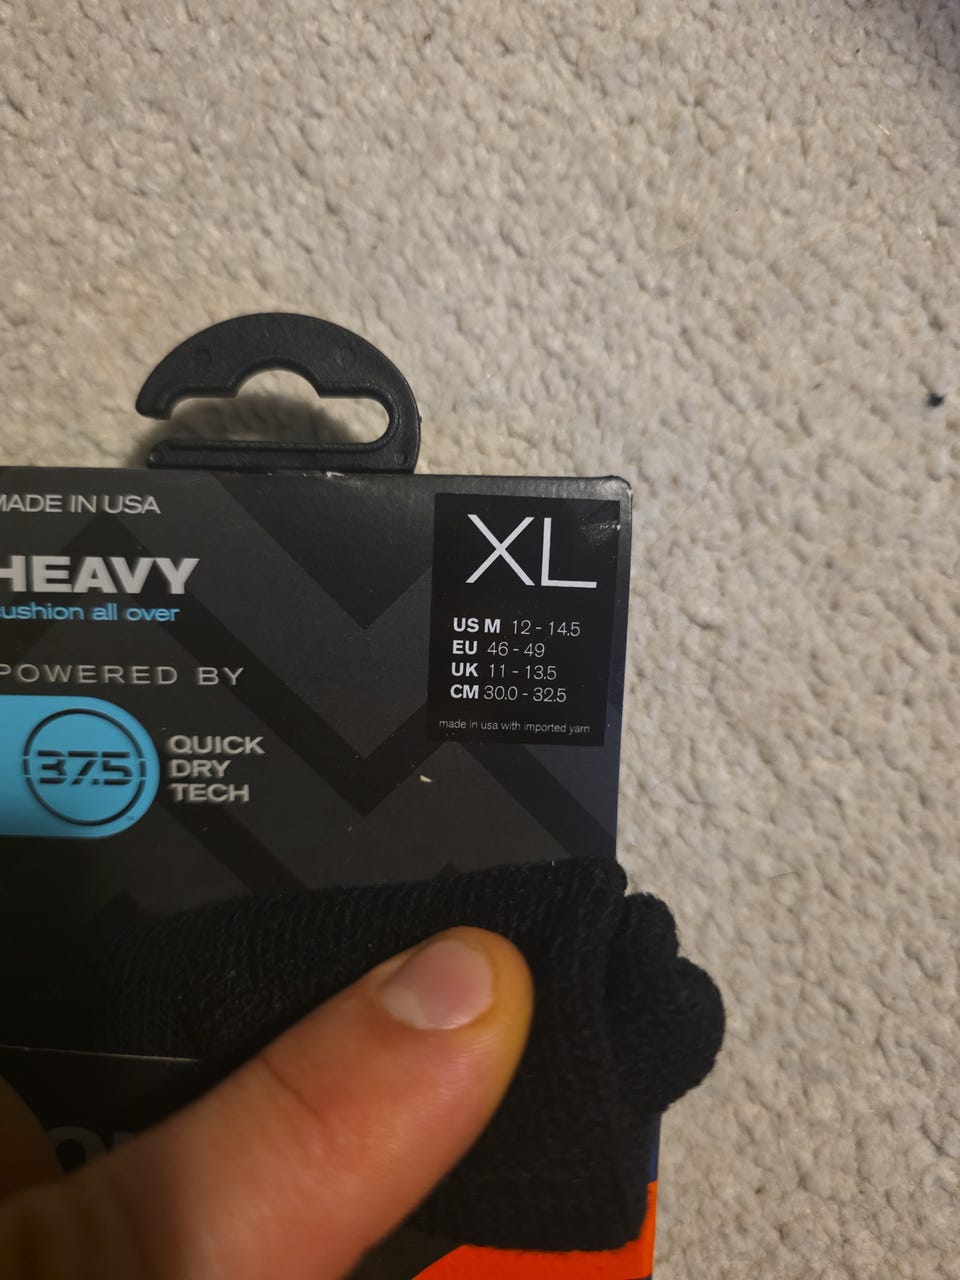 MADE IN USA
HEAVY
cushion all over
POWERED BY
37.5
QUICK
DRY
TECH
XL
US M 12 - 14.5
EU 46 - 49
UK 11 - 13.5
CM 30.0 - 32.5
made in usa with imported yarn